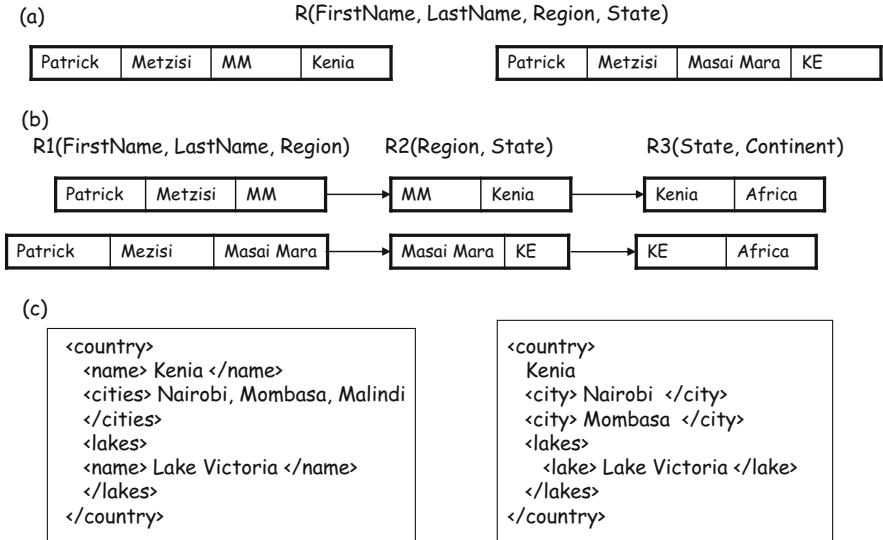 (a) R(FirstName, LastName, Region, State)
Patrick Metzisi MM Kenia Patrick Metzisi Masai Mara KE
(b)
R1(FirstName, LastName, Region) R2(Region, State) R3(State, Continent)
Patrick Metzisi MM MM Kenia Kenia Africa
Patrick Mezisi Masai Mara Masai Mara KE KE Africa
(c)
<country>
<name> Kenia </name>
<cities> Nairobi, Mombasa, Malindi
</cities>
<lakes>
<name> Lake Victoria </name>
</lakes>
</country>
<country>
Kenia
<city> Nairobi </city>
<city> Mombasa </city>
<lakes>
<lake> Lake Victoria </lake>
</lakes>
</country>